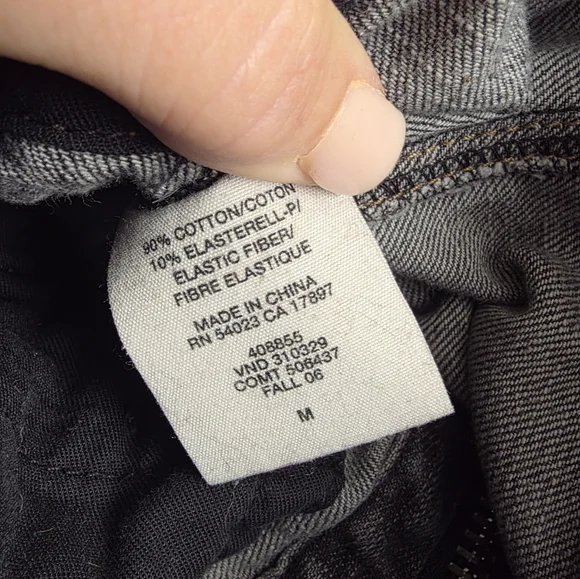 90% COTTON/COTON
10% ELASTERELL-P/
ELASTIC FIBER/
FIBRE ELASTIQUE
MADE IN CHINA
RN 54023 CA 17897
408855
VND 310329
COMT 506437
FALL 06
M